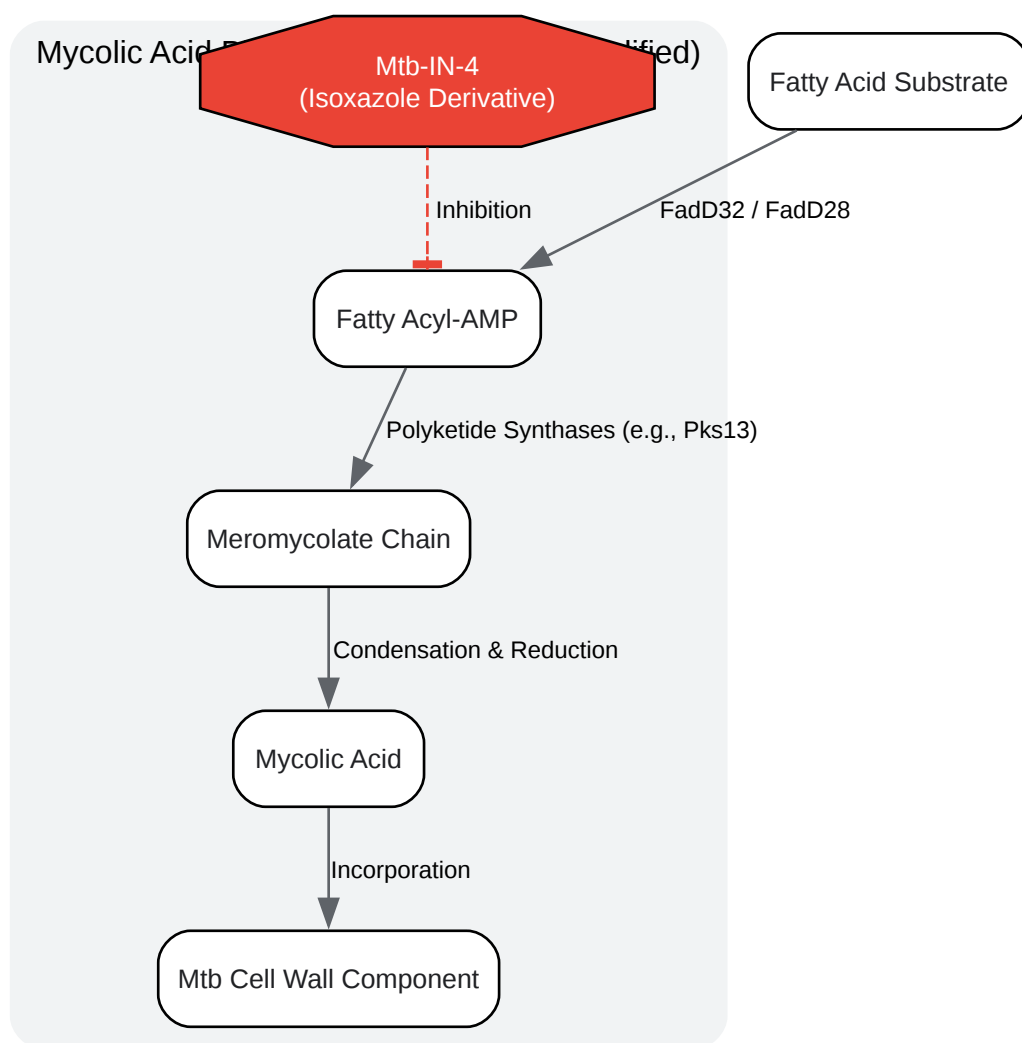 Mycolic Acid
Mtb-IN-4
(Isoxazole Derivative)
Fatty Acid Substrate
Inhibition
FadD32 / FadD28
Fatty Acyl-AMP
Polyketide Synthases (e.g., Pks13)
Meromycolate Chain
Condensation & Reduction
Mycolic Acid
Incorporation
Mtb Cell Wall Component